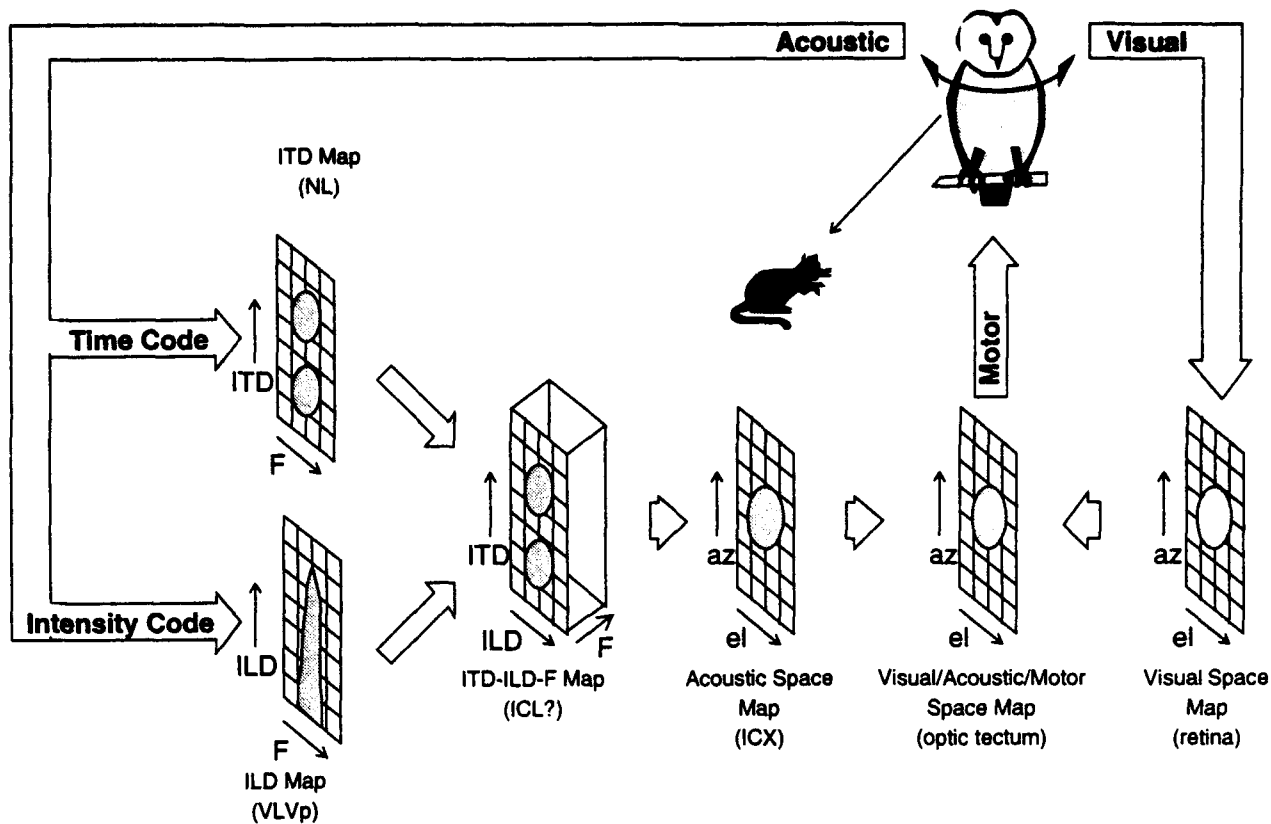 Acoustic
Visual
ITD Map
(NL)
Time Code
ITD
F
Intensity Code
ILD
F
ILD Map
(VLVp)
ITD
ILD
F
ITD-ILD-F Map
(ICL?)
az
el
Acoustic Space
Map
(ICX)
Motor
az
el
Visual/Acoustic/Motor
Space Map
(optic tectum)
az
el
Visual Space
Map
(retina)